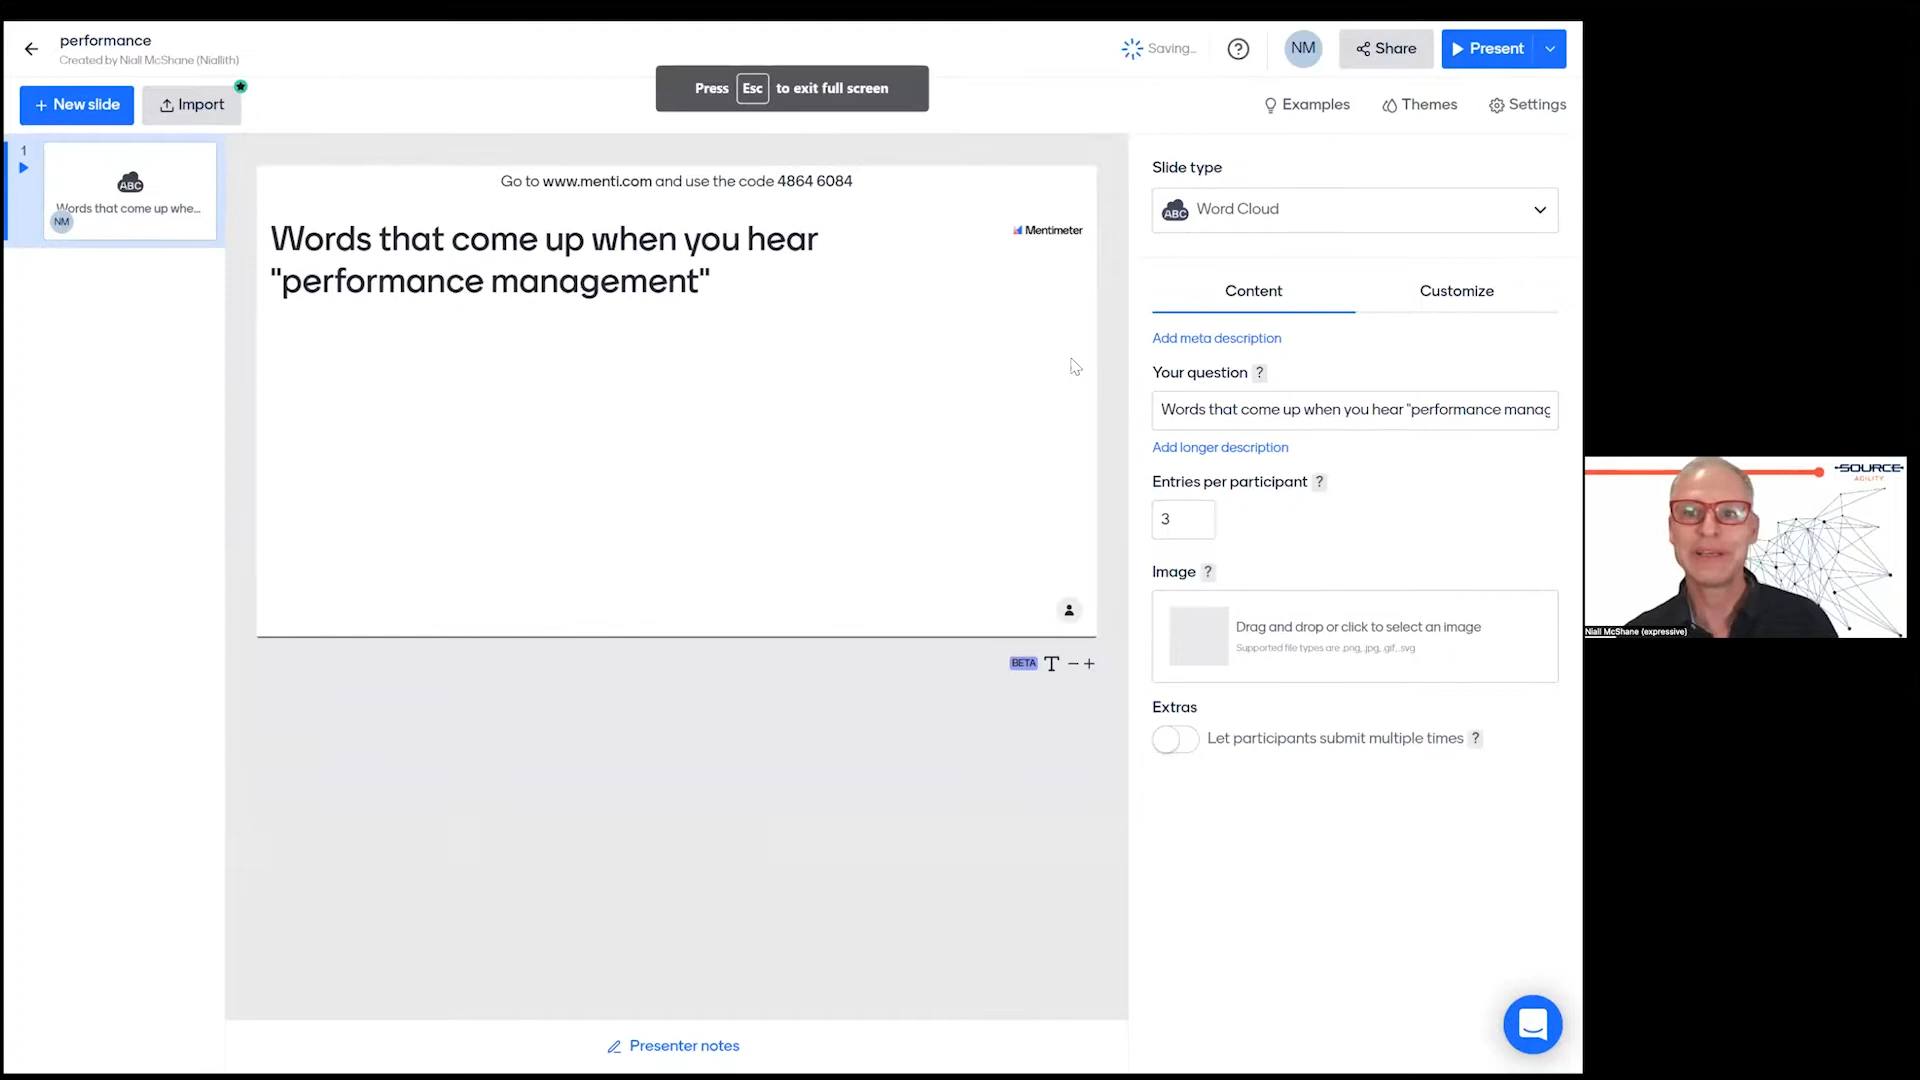 performance
Created by Niall McShane (Niallith)
Saving...
?
NM
Share
Present
Press Esc to exit full screen
+ New slide
Import
Examples
Themes
Settings
1
ABC
Words that come up whe...
NM
Go to www.menti.com and use the code 4864 6084
Words that come up when you hear
"performance management"
Mentimeter
BETA T − +
Presenter notes
Slide type
ABC Word Cloud
Content
Customize
Add meta description
Your question ?
Words that come up when you hear "performance manag
Add longer description
Entries per participant ?
3
Image ?
Drag and drop or click to select an image
Supported file types are .png, .jpg, .gif, .svg
Extras
Let participants submit multiple times ?
SOURCE
AGILITY
Niall McShane (expressive)